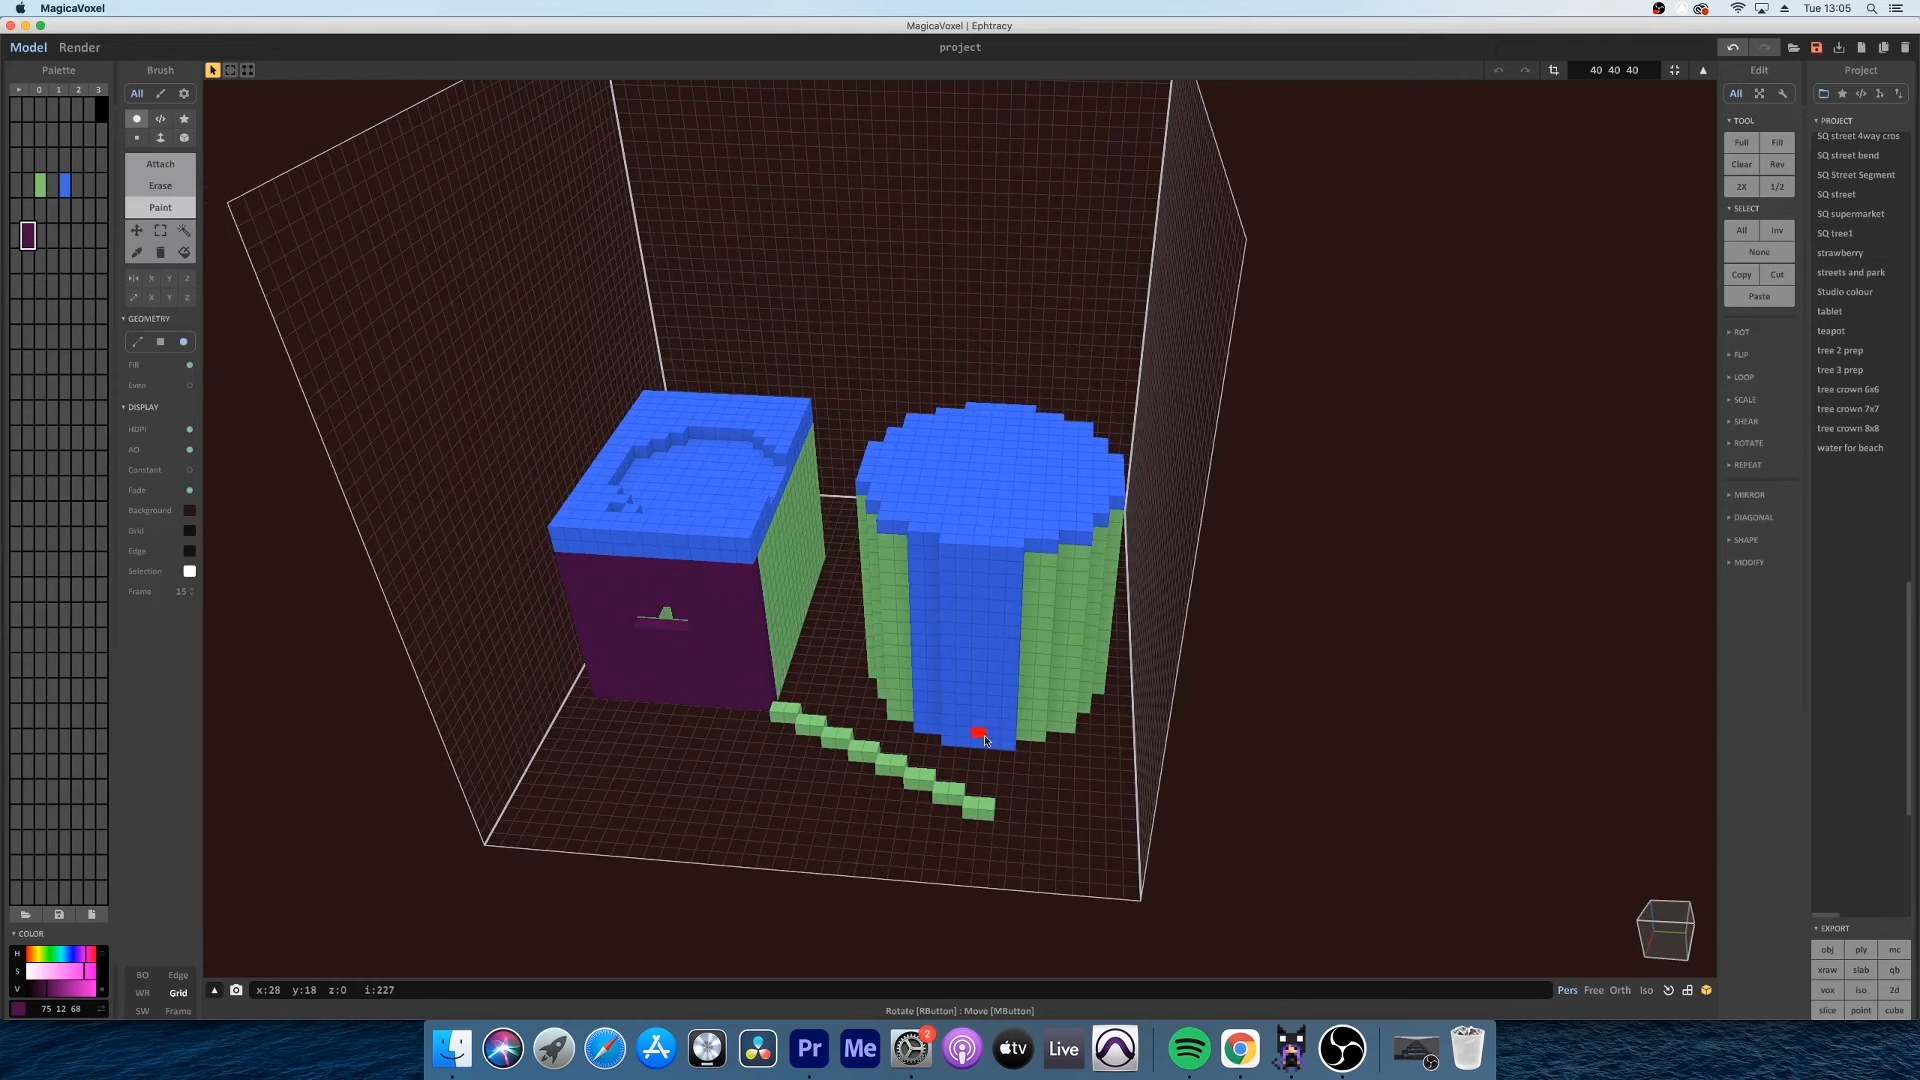 MagicaVoxel
Tue 13:05
MagicaVoxel | Ephtracy
Model Render
project
Palette
Brush
40 40 40
Edit
Project
0 1 2 3
All
All
TOOL
PROJECT
Full Fill
Clear Rev
2X 1/2
SELECT
All Inv
None
Copy Cut
Paste
ROT
FLIP
LOOP
SCALE
SHEAR
ROTATE
REPEAT
MIRROR
DIAGONAL
SHAPE
MODIFY
Attach
Erase
Paint
X Y Z
X Y Z
GEOMETRY
Fill
Even
DISPLAY
HDPI
AO
Constant
Fade
Background
Grid
Edge
Selection
Frame 15
SQ street 4way cros
SQ street bend
SQ Street Segment
SQ street
SQ supermarket
SQ tree1
strawberry
streets and park
Studio colour
tablet
teapot
tree 2 prep
tree 3 prep
tree crown 6x6
tree crown 7x7
tree crown 8x8
water for beach
COLOR
H
S
V
75 12 68
BO Edge
WR Grid
SW Frame
x:28 y:18 z:0 i:227
Pers Free Orth Iso
Rotate [RButton] : Move [MButton]
EXPORT
obj ply mc
xraw slab qb
vox iso 2d
slice point cube
Pr
Me
2
tv
Live